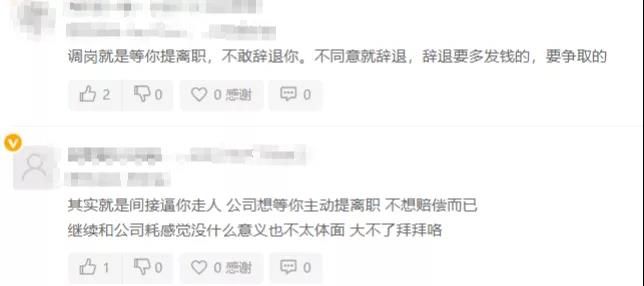 调岗就是等你提离职，不敢辞退你。不同意就辞退，辞退要多发钱的，要争取的
2 0 0 感谢 0
V
其实就是间接逼你走人 公司想等你主动提离职 不想赔偿而已
继续和公司耗感觉没什么意义也不太体面 大不了拜拜咯
1 0 0 感谢 0